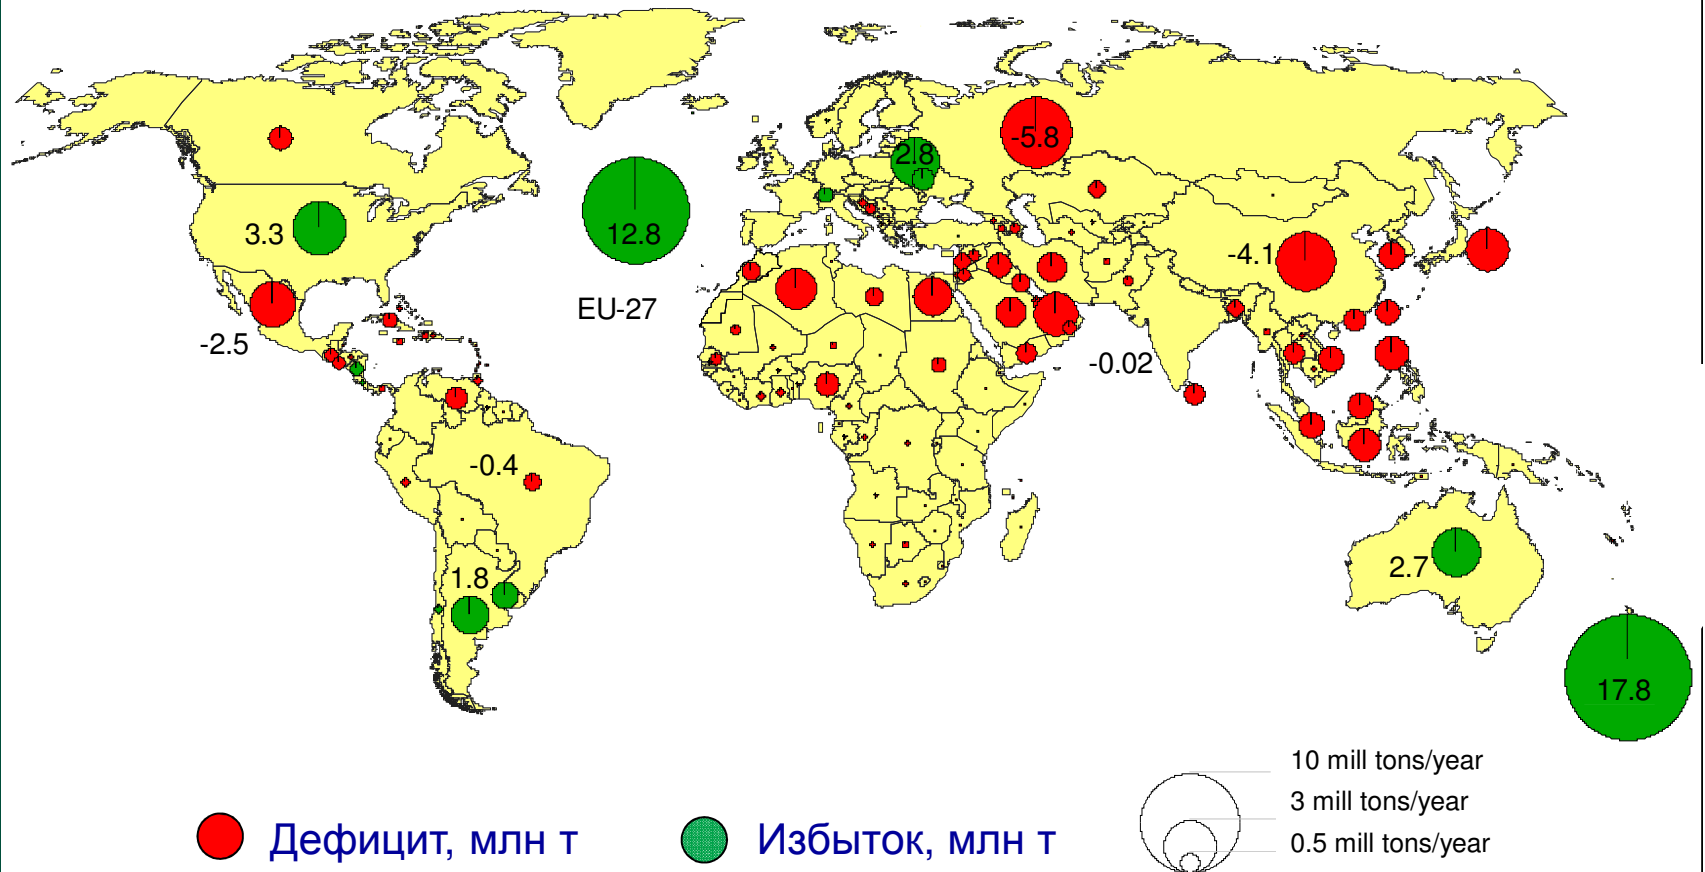 -5.8
2.8
3.3
12.8
-4.1
EU-27
-2.5
-0.02
-0.4
1.8
2.7
17.8
10 mill tons/year
3 mill tons/year
0.5 mill tons/year
Дефицит, млн т
Избыток, млн т